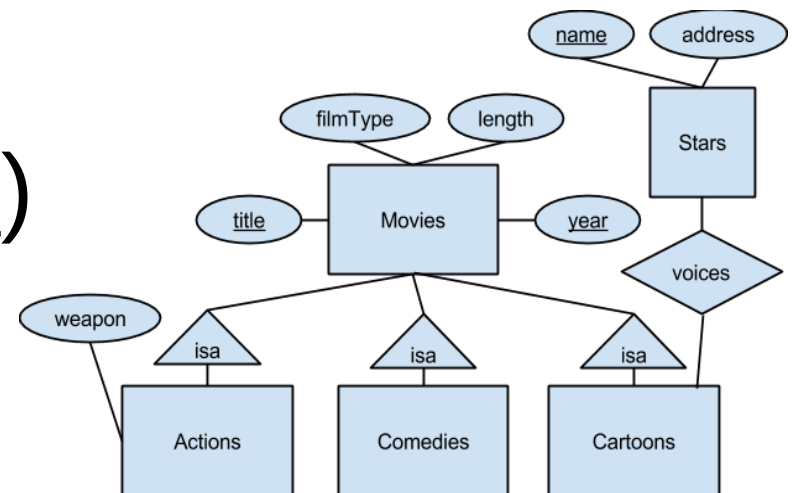 name address
filmType length
Stars
)
title Movies year
voices
weapon
isa isa isa
Actions Comedies Cartoons